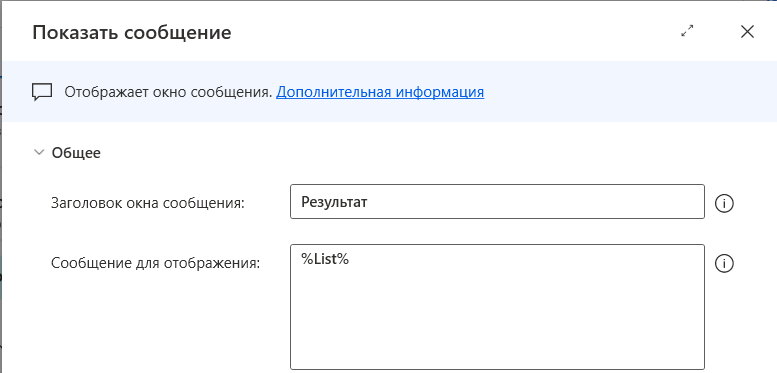 Показать сообщение
Отображает окно сообщения. Дополнительная информация
Общее
Заголовок окна сообщения:
Результат
Сообщение для отображения:
%List%